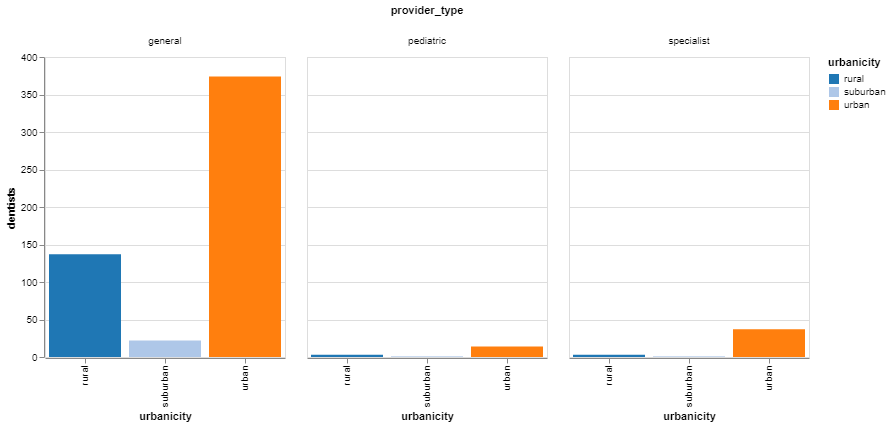 provider_type
general
pediatric
specialist
urbanicity
rural
suburban
urban
dentists
400
350
300
250
200
150
100
50
0
rural
suburban
urban
rural
suburban
urban
rural
suburban
urban
urbanicity
urbanicity
urbanicity